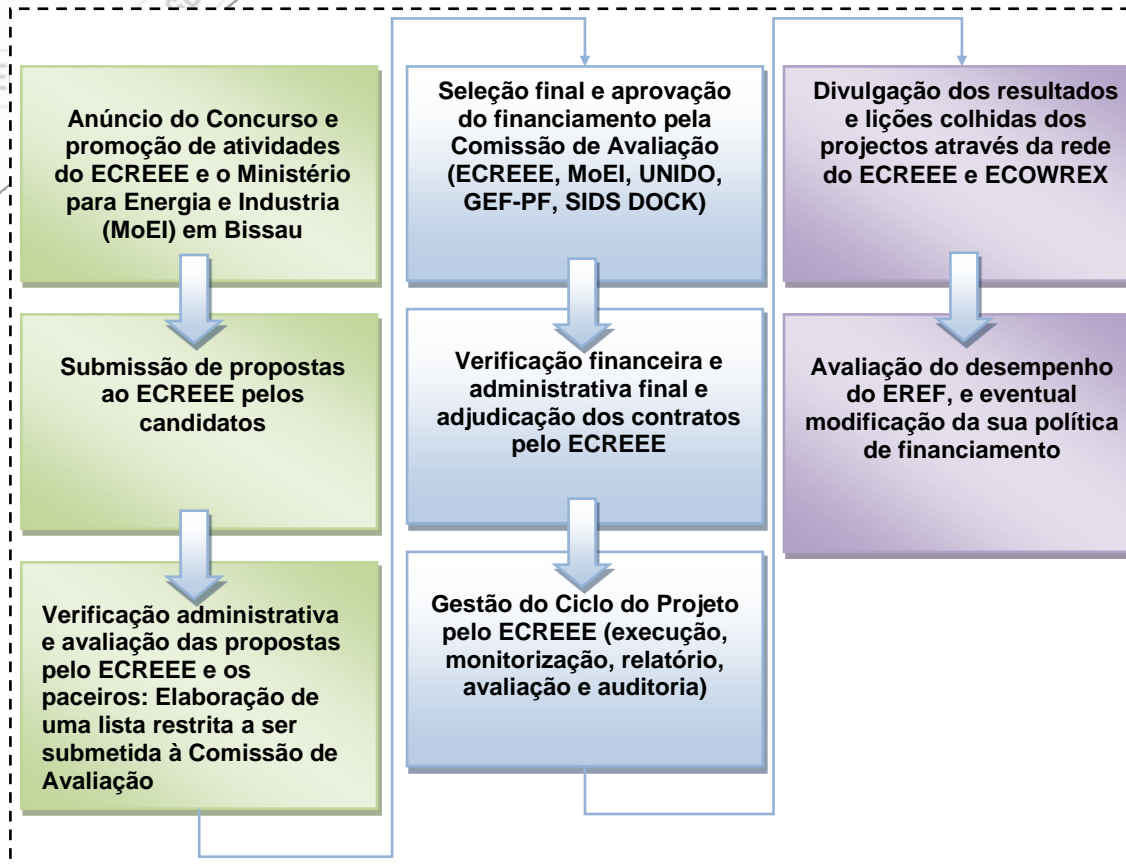 Anúncio do Concurso e
promoção de atividades
do ECREEE e o Ministério
para Energia e Industria
(MoEI) em Bissau
Submissão de propostas
ao ECREEE pelos
candidatos
Verificação administrativa
e avaliação das propostas
pelo ECREEE e os
paceiros: Elaboração de
uma lista restrita a ser
submetida à Comissão de
Avaliação
Seleção final e aprovação
do financiamento pela
Comissão de Avaliação
(ECREEE, MoEI, UNIDO,
GEF-PF, SIDS DOCK)
Verificação financeira e
administrativa final e
adjudicação dos contratos
pelo ECREEE
Gestão do Ciclo do Projeto
pelo ECREEE (execução,
monitorização, relatório,
avaliação e auditoria)
Divulgação dos resultados
e lições colhidas dos
projectos através da rede
do ECREEE e ECOWREX
Avaliação do desempenho
do EREF, e eventual
modificação da sua política
de financiamento